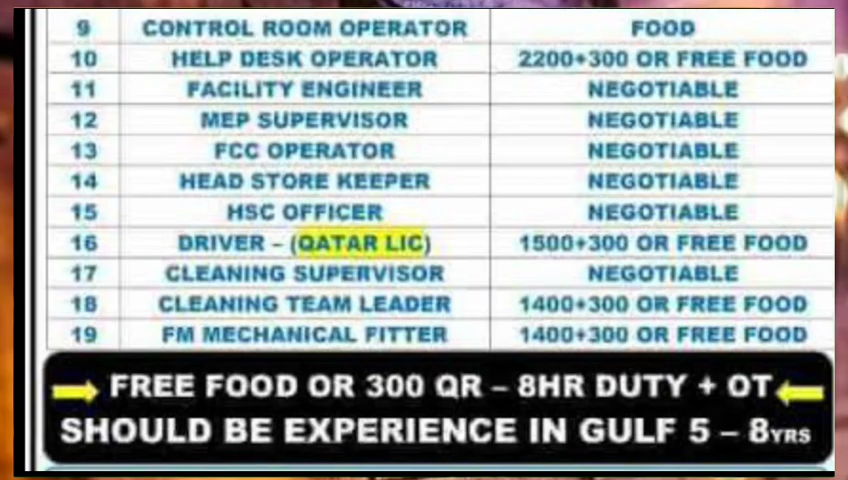 9 CONTROL ROOM OPERATOR FOOD
10 HELP DESK OPERATOR 2200+300 OR FREE FOOD
11 FACILITY ENGINEER NEGOTIABLE
12 MEP SUPERVISOR NEGOTIABLE
13 FCC OPERATOR NEGOTIABLE
14 HEAD STORE KEEPER NEGOTIABLE
15 HSC OFFICER NEGOTIABLE
16 DRIVER – (QATAR LIC) 1500+300 OR FREE FOOD
17 CLEANING SUPERVISOR NEGOTIABLE
18 CLEANING TEAM LEADER 1400+300 OR FREE FOOD
19 FM MECHANICAL FITTER 1400+300 OR FREE FOOD
FREE FOOD OR 300 QR – 8HR DUTY + OT
SHOULD BE EXPERIENCE IN GULF 5 – 8YRS